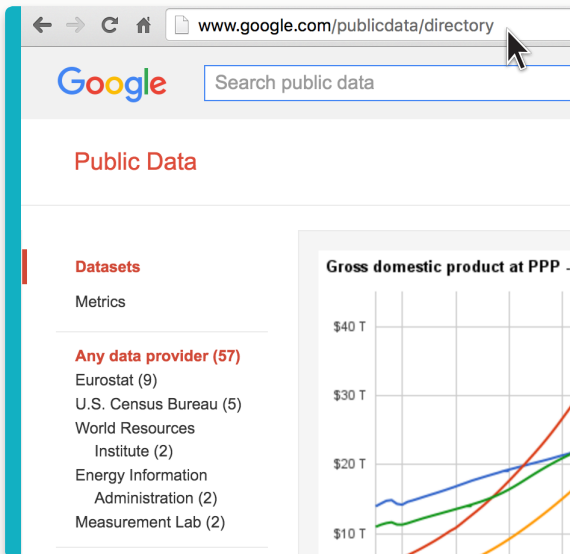 www.google.com/publicdata/directory
Google
Search public data
Public Data
Datasets
Metrics
Any data provider (57)
Eurostat (9)
U.S. Census Bureau (5)
World Resources
Institute (2)
Energy Information
Administration (2)
Measurement Lab (2)
Gross domestic product at PPP -
$40 T
$30 T
$20 T
$10 T